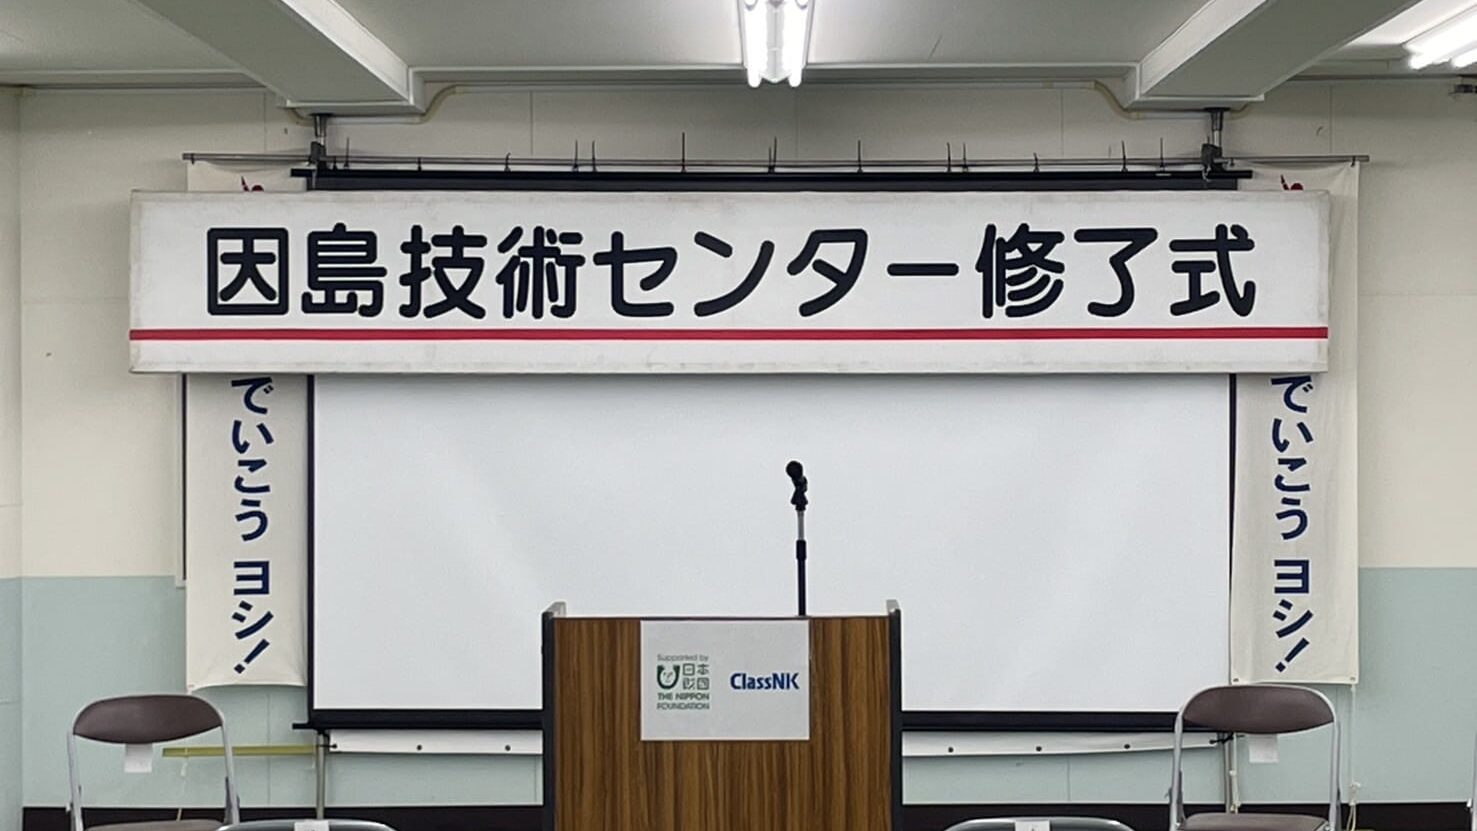 因島技術センター修了式
でいこう ヨシ!
でいこう ヨシ!
Supported by
日本
財団
THE NIPPON
FOUNDATION
ClassNK